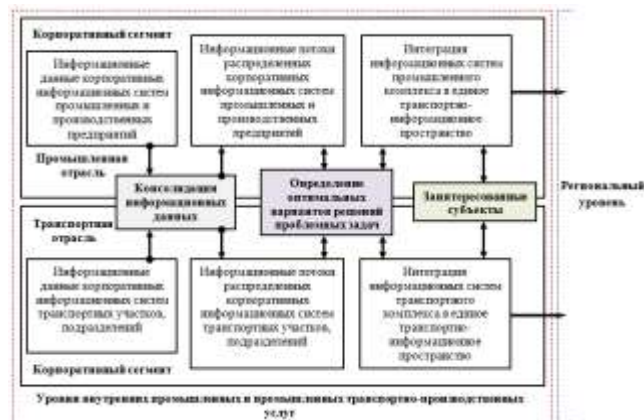 Корпоративный сегмент
Информационные
данные корпоративных
информационных систем
промышленных и
производственных
предприятий
Информационные потоки
распределенных
корпоративных
информационных систем
промышленных и
производственных
предприятий
Интеграция
информационных систем
промышленного
комплекса в единое
транспортно-
информационное
пространство
Промышленная
отрасль
Консолидация
информационных
данных
Определение
оптимальных
вариантов решений
проблемных задач
Заинтересованные
субъекты
Региональный
уровень
Транспортная
отрасль
Информационные
данные корпоративных
информационных систем
транспортных участков,
подразделений
Информационные потоки
распределенных
корпоративных
информационных систем
транспортных участков,
подразделений
Интеграция
информационных систем
транспортного
комплекса в единое
транспортно-
информационное
пространство
Корпоративный сегмент
Уровни внутренних промышленных и промышленных транспортно-производственных
услуг